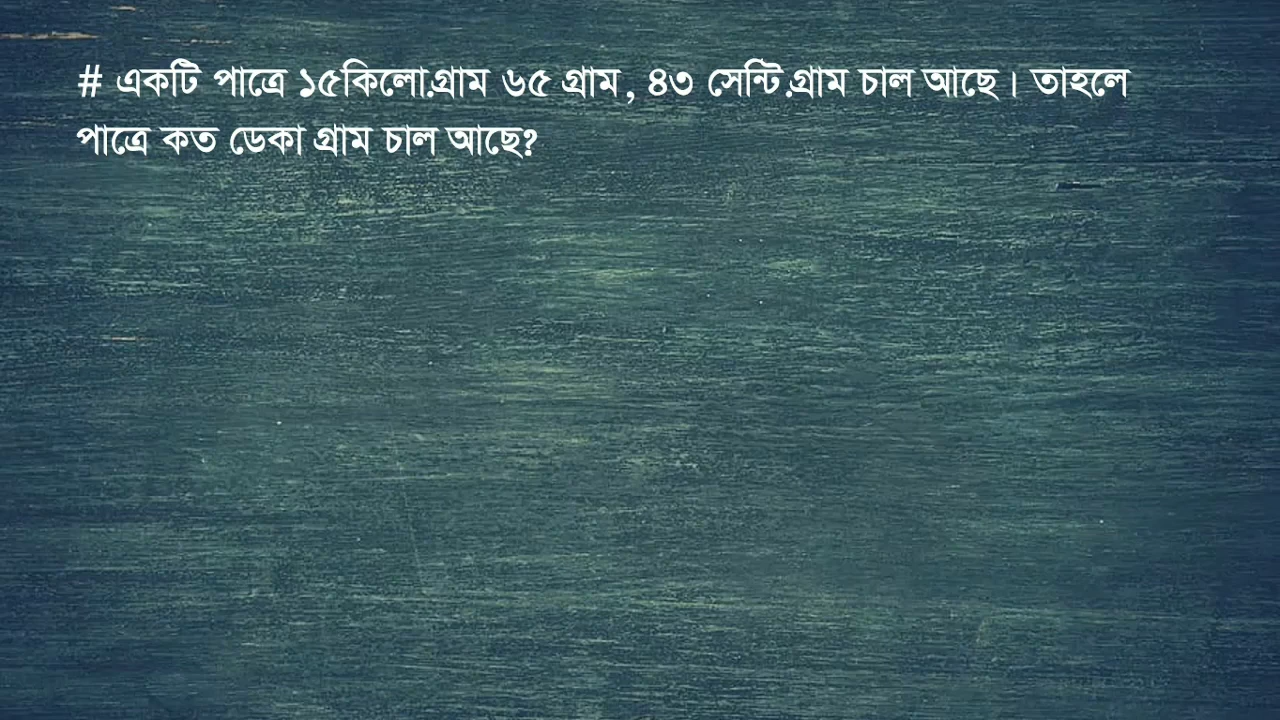 # একটি পাত্রে ১৫কিলো.গ্রাম ৬৫ গ্রাম, ৪৩ সেন্টি.গ্রাম চাল আছে। তাহলে
পাত্রে কত ডেকা গ্রাম চাল আছে?